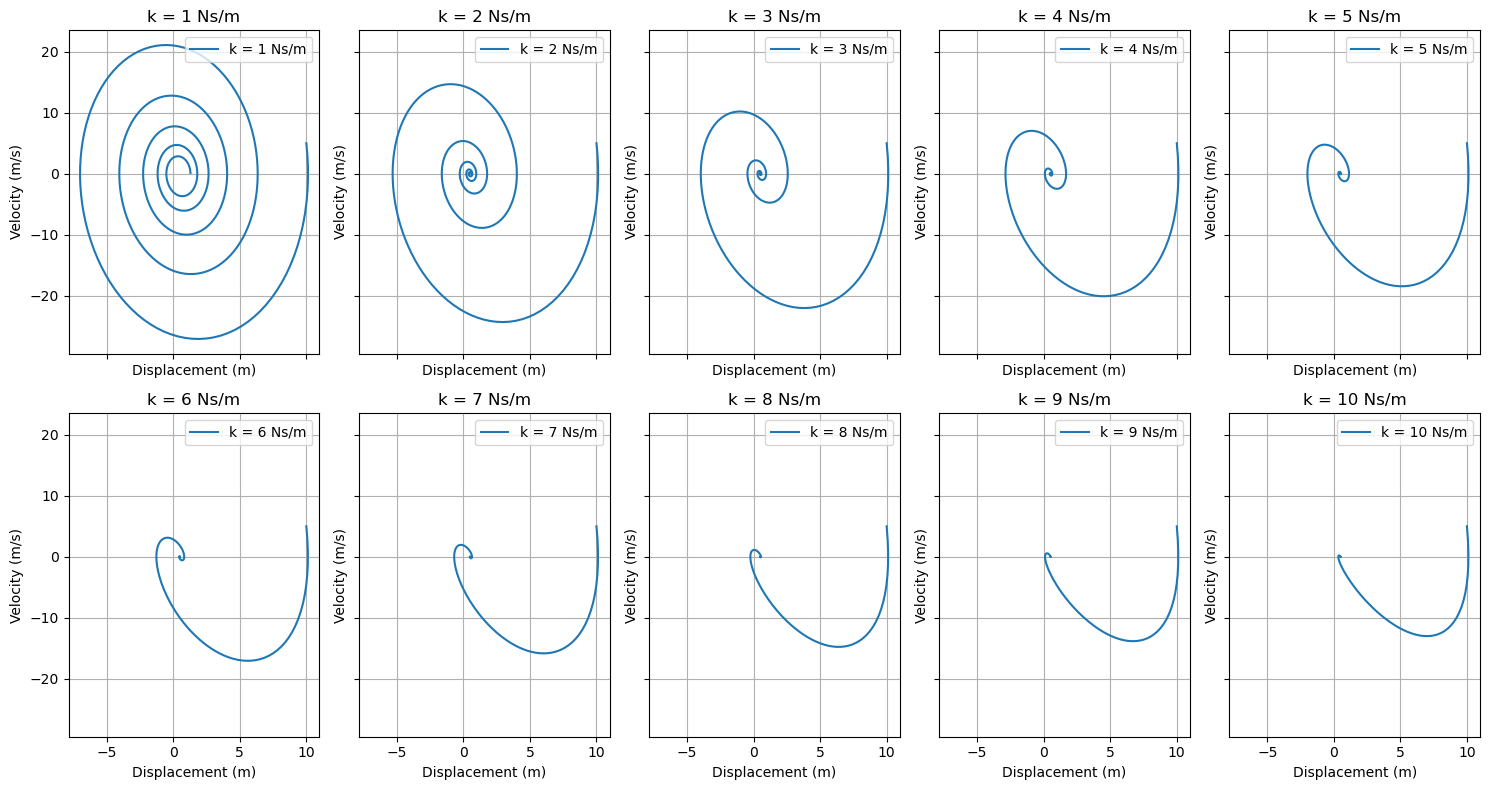 k = 1 Ns/m
k = 2 Ns/m
k = 3 Ns/m
k = 4 Ns/m
k = 5 Ns/m
k = 1 Ns/m
k = 2 Ns/m
k = 3 Ns/m
k = 4 Ns/m
k = 5 Ns/m
20
10
0
−10
−20
Velocity (m/s)
Velocity (m/s)
Velocity (m/s)
Velocity (m/s)
Velocity (m/s)
Displacement (m)
Displacement (m)
Displacement (m)
Displacement (m)
Displacement (m)
k = 6 Ns/m
k = 7 Ns/m
k = 8 Ns/m
k = 9 Ns/m
k = 10 Ns/m
k = 6 Ns/m
k = 7 Ns/m
k = 8 Ns/m
k = 9 Ns/m
k = 10 Ns/m
20
10
0
−10
−20
Velocity (m/s)
Velocity (m/s)
Velocity (m/s)
Velocity (m/s)
Velocity (m/s)
−5 0 5 10
−5 0 5 10
−5 0 5 10
−5 0 5 10
−5 0 5 10
Displacement (m)
Displacement (m)
Displacement (m)
Displacement (m)
Displacement (m)